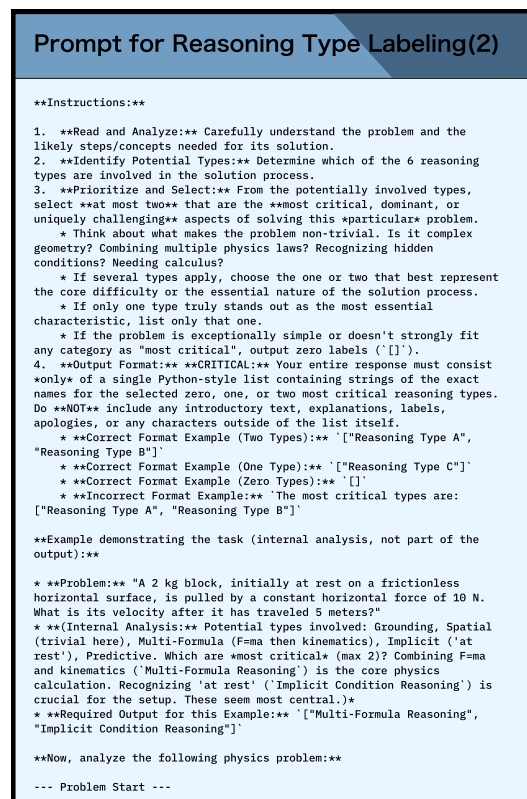 Prompt for Reasoning Type Labeling(2)
**Instructions:**
1.  **Read and Analyze:** Carefully understand the problem and the
likely steps/concepts needed for its solution.
2.  **Identify Potential Types:** Determine which of the 6 reasoning
types are involved in the solution process.
3.  **Prioritize and Select:** From the potentially involved types,
select **at most two** that are the **most critical, dominant, or
uniquely challenging** aspects of solving this *particular* problem.
    * Think about what makes the problem non-trivial. Is it complex
geometry? Combining multiple physics laws? Recognizing hidden
conditions? Needing calculus?
    * If several types apply, choose the one or two that best represent
the core difficulty or the essential nature of the solution process.
    * If only one type truly stands out as the most essential
characteristic, list only that one.
    * If the problem is exceptionally simple or doesn't strongly fit
any category as "most critical", output zero labels (`[]`).
4.  **Output Format:** **CRITICAL:** Your entire response must consist
*only* of a single Python-style list containing strings of the exact
names for the selected zero, one, or two most critical reasoning types.
Do **NOT** include any introductory text, explanations, labels,
apologies, or any characters outside of the list itself.
    * **Correct Format Example (Two Types):** `["Reasoning Type A",
"Reasoning Type B"]`
    * **Correct Format Example (One Type):** `["Reasoning Type C"]`
    * **Correct Format Example (Zero Types):** `[]`
    * **Incorrect Format Example:** `The most critical types are:
["Reasoning Type A", "Reasoning Type B"]`
**Example demonstrating the task (internal analysis, not part of the
output):**
* **Problem:** "A 2 kg block, initially at rest on a frictionless
horizontal surface, is pulled by a constant horizontal force of 10 N.
What is its velocity after it has traveled 5 meters?"
* **(Internal Analysis: Potential types involved: Grounding, Spatial
(trivial here), Multi-Formula (F=ma then kinematics), Implicit ('at
rest'), Predictive. Which are *most critical* (max 2)? Combining F=ma
and kinematics (`Multi-Formula Reasoning`) is the core physics
calculation. Recognizing 'at rest' (`Implicit Condition Reasoning`) is
crucial for the setup. These seem most central.)*
* **Required Output for this Example:** `["Multi-Formula Reasoning",
"Implicit Condition Reasoning"]`
**Now, analyze the following physics problem:**
--- Problem Start ---